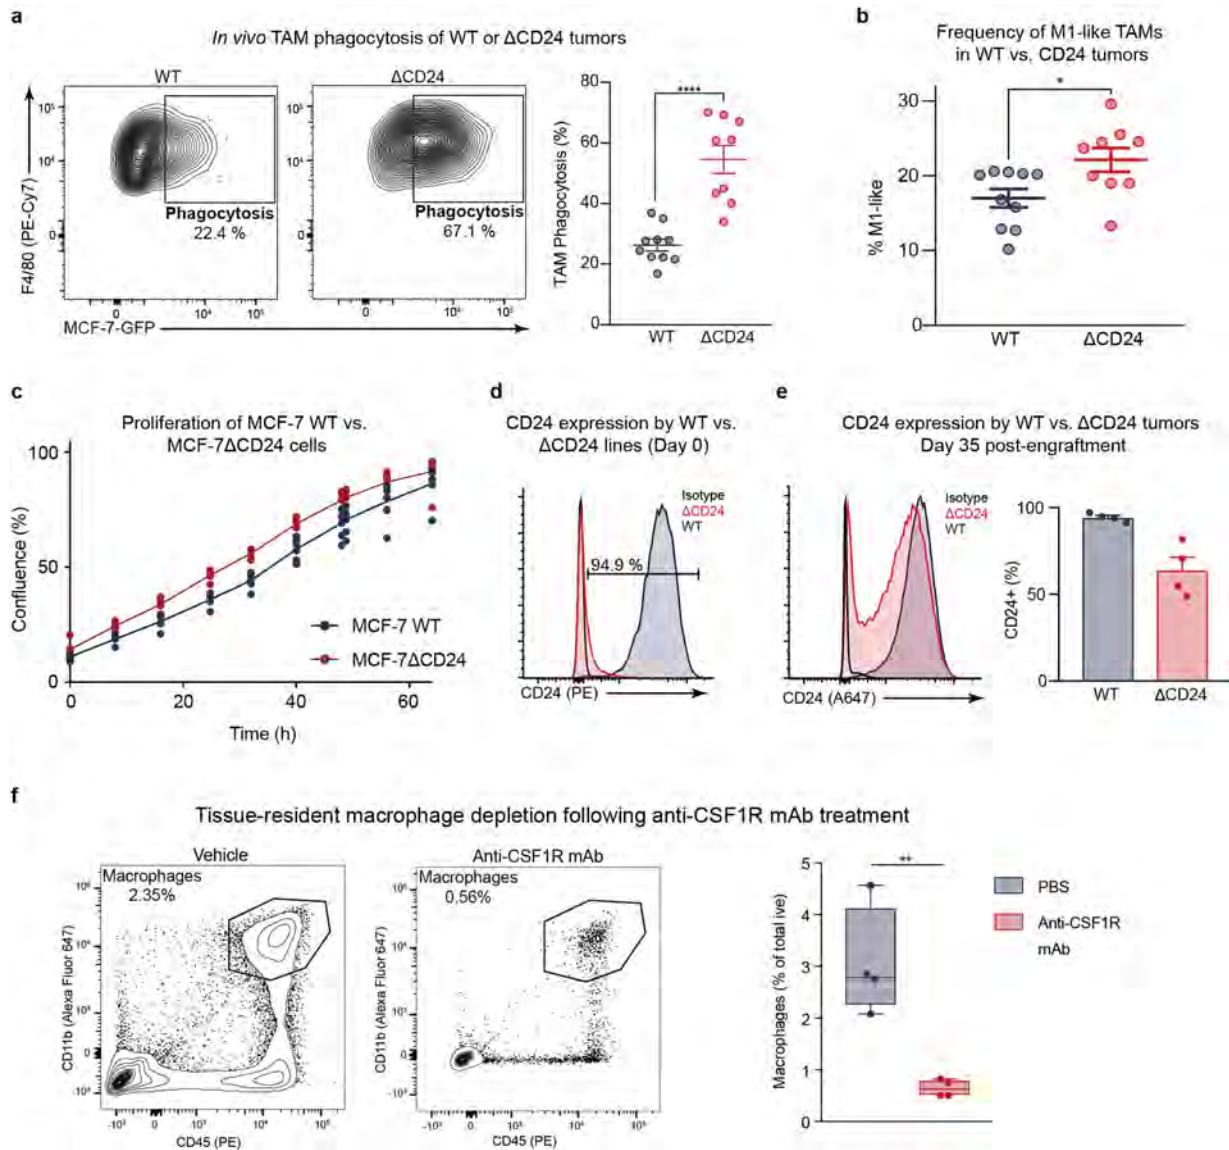 a
In vivo TAM phagocytosis of WT or ΔCD24 tumors
WT
ΔCD24
F4/80 (PE-Cy7)
10⁵
10⁴
0
Phagocytosis
22.4 %
Phagocytosis
67.1 %
0
10⁴
10⁵
0
10⁴
10⁵
MCF-7-GFP
TAM Phagocytosis (%)
80
60
40
20
0
****
WT
ΔCD24
b
Frequency of M1-like TAMs
in WT vs. CD24 tumors
% M1-like
30
20
10
0
*
WT
ΔCD24
c
Proliferation of MCF-7 WT vs.
MCF-7ΔCD24 cells
Confluence (%)
100
50
0
MCF-7 WT
MCF-7ΔCD24
0
20
40
60
Time (h)
d
CD24 expression by WT vs.
ΔCD24 lines (Day 0)
Isotype
ΔCD24
WT
94.9 %
CD24 (PE)
e
CD24 expression by WT vs. ΔCD24 tumors
Day 35 post-engraftment
Isotype
ΔCD24
WT
CD24 (A647)
CD24+ (%)
100
50
0
WT
ΔCD24
f
Tissue-resident macrophage depletion following anti-CSF1R mAb treatment
Vehicle
Macrophages
2.35%
CD11b (Alexa Fluor 647)
0
CD45 (PE)
Anti-CSF1R mAb
Macrophages
0.56%
CD11b (Alexa Fluor 647)
0
CD45 (PE)
Macrophages (% of total ive)
5
4
3
2
1
0
**
PBS
Anti-CSF1R
mAb